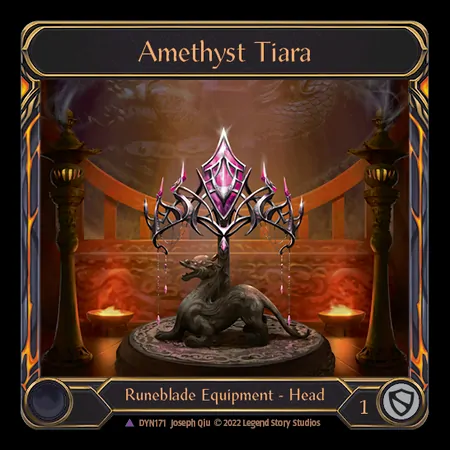 Amethyst Tiara
Runeblade Equipment - Head
1
DYN171 Joseph Qiu © 2022 Legend Story Studios